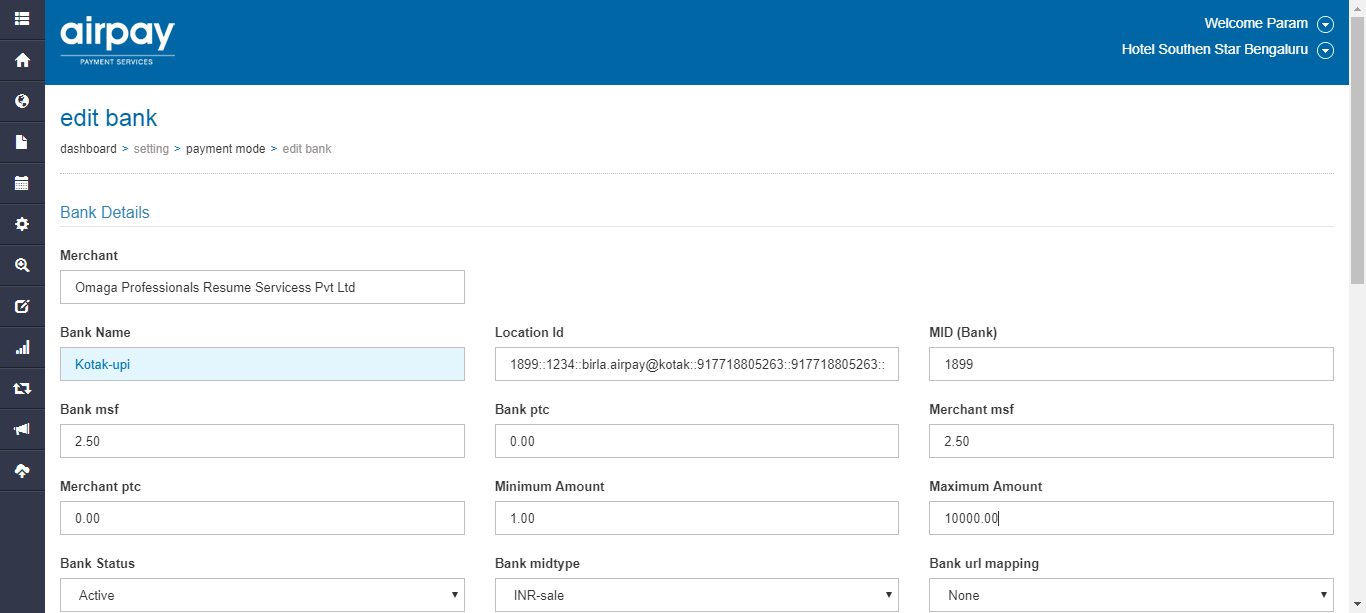 airpay
PAYMENT SERVICES
Welcome Param
Hotel Southen Star Bengaluru
edit bank
dashboard > setting > payment mode > edit bank
Bank Details
Merchant
Omaga Professionals Resume Servicess Pvt Ltd
Bank Name Location Id MID (Bank)
Kotak-upi 1899::1234::birla.airpay@kotak::917718805263::917718805263:: 1899
Bank msf Bank ptc Merchant msf
2.50 0.00 2.50
Merchant ptc Minimum Amount Maximum Amount
0.00 1.00 10000.00
Bank Status Bank midtype Bank url mapping
Active INR-sale None